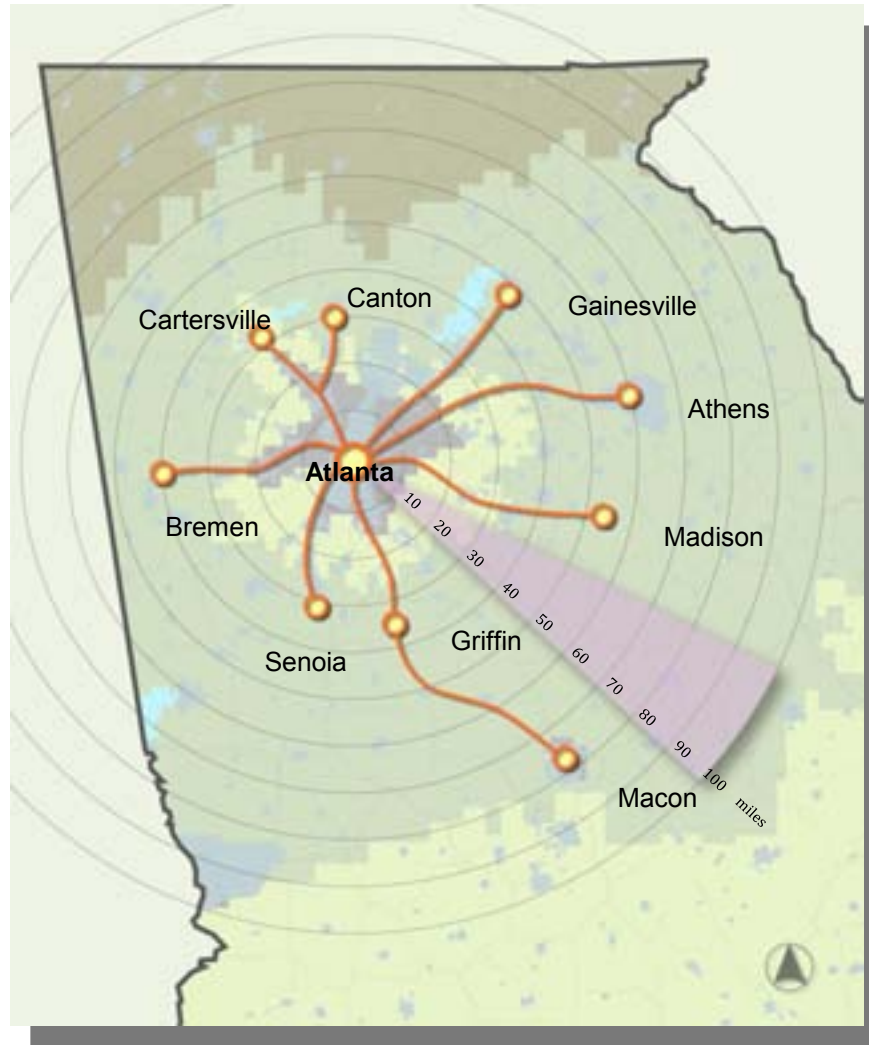 Canton
Gainesville
Cartersville
Athens
Atlanta
10
20
Bremen
Madison
30
40
50
Griffin
60
Senoia
70
80
90
100 miles
Macon